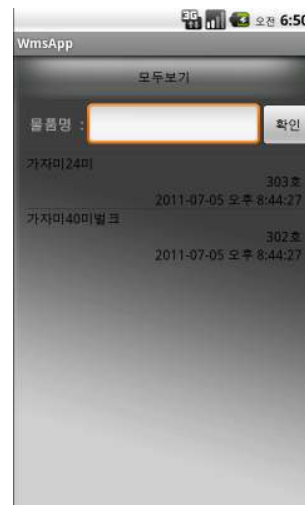 3G 오전 6:50
WmsApp
모두보기
물품명 : 확인
가자미24미
303호
2011-07-05 오후 8:44:27
가자미40미벌크
302호
2011-07-05 오후 8:44:27